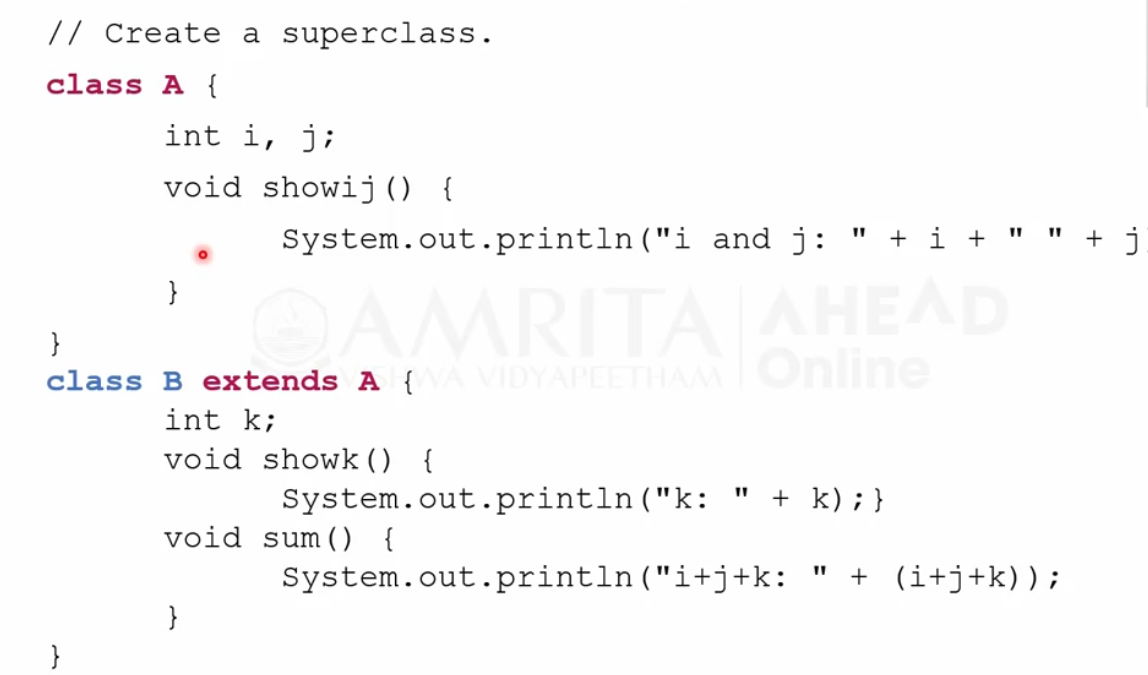 // Create a superclass.
class A {
int i, j;
void showij() {
System.out.println("i and j: " + i + " " + j
}
}
class B extends A {
int k;
void showk() {
System.out.println("k: " + k);}
void sum() {
System.out.println("i+j+k: " + (i+j+k));
}
}
AMRITA
VISHWA VIDYAPEETHAM
AHEAD
Online